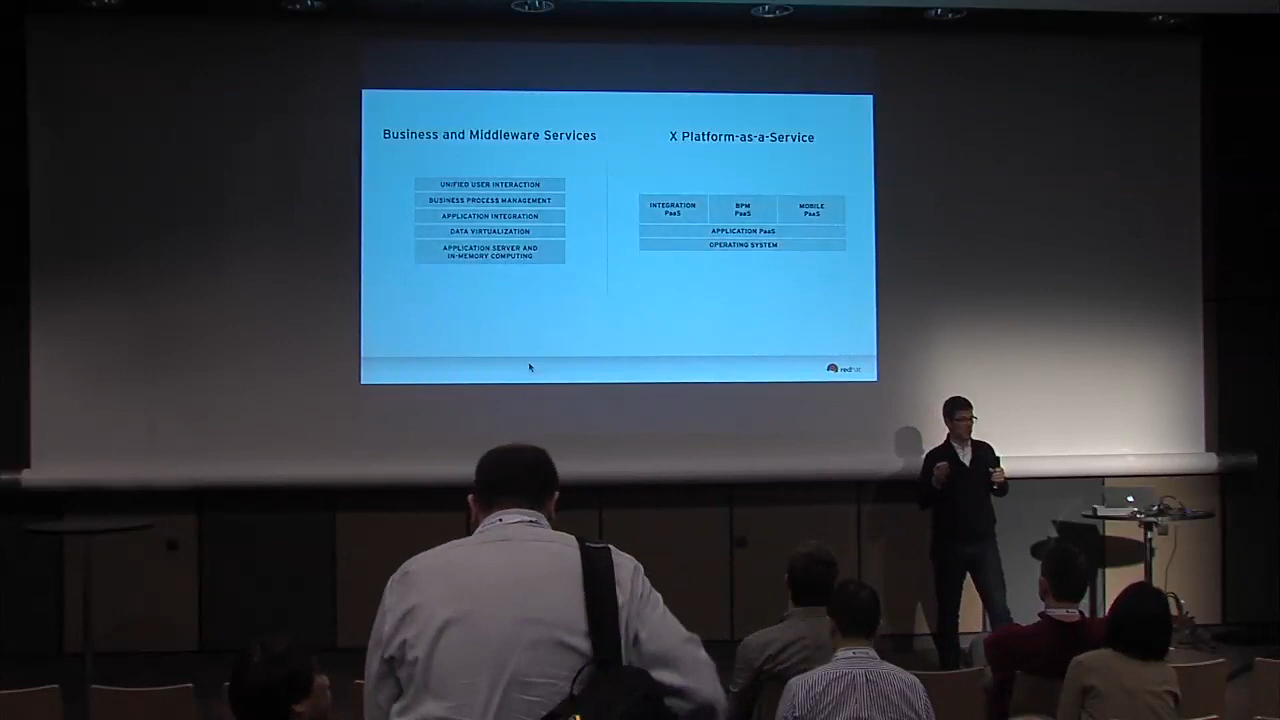 Business and Middleware Services
UNIFIED USER INTERACTION
BUSINESS PROCESS MANAGEMENT
APPLICATION INTEGRATION
DATA VIRTUALIZATION
APPLICATION SERVER AND
IN-MEMORY COMPUTING
X Platform-as-a-Service
INTEGRATION
PaaS
BPM
PaaS
MOBILE
PaaS
APPLICATION PaaS
OPERATING SYSTEM
redhat